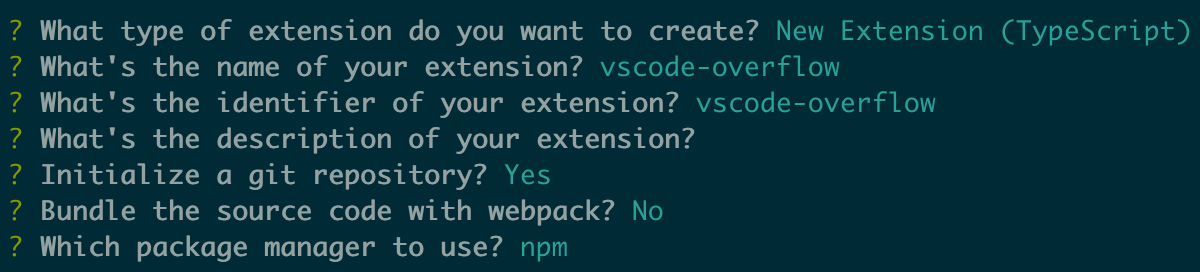 ? What type of extension do you want to create? New Extension (TypeScript)
? What's the name of your extension? vscode-overflow
? What's the identifier of your extension? vscode-overflow
? What's the description of your extension?
? Initialize a git repository? Yes
? Bundle the source code with webpack? No
? Which package manager to use? npm